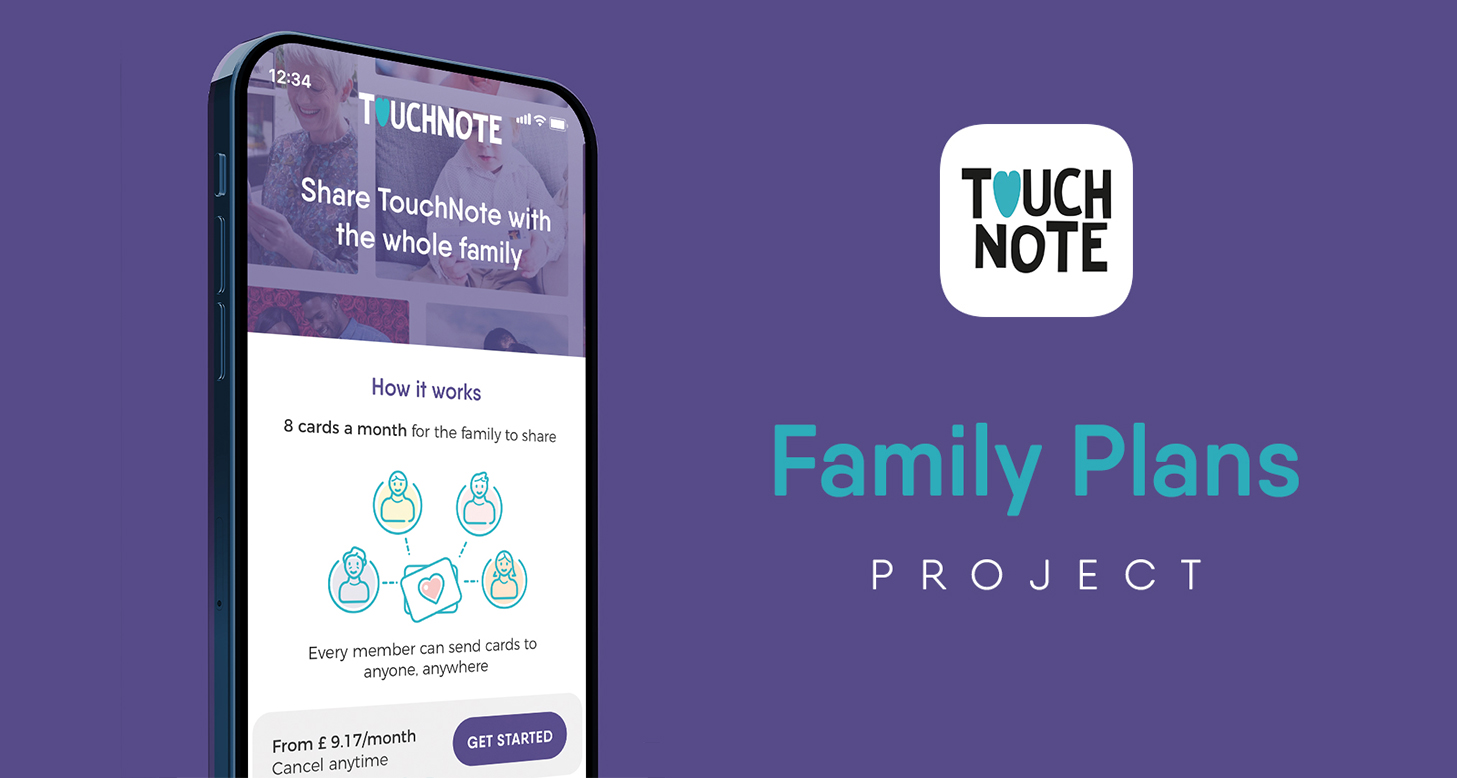 12:34
TOUCHNOTE
Share TouchNote with
the whole family
How it works
8 cards a month for the family to share
Every member can send cards to
anyone, anywhere
From £ 9.17/month
Cancel anytime
GET STARTED
TOUCH
NOTE
Family Plans
PROJECT